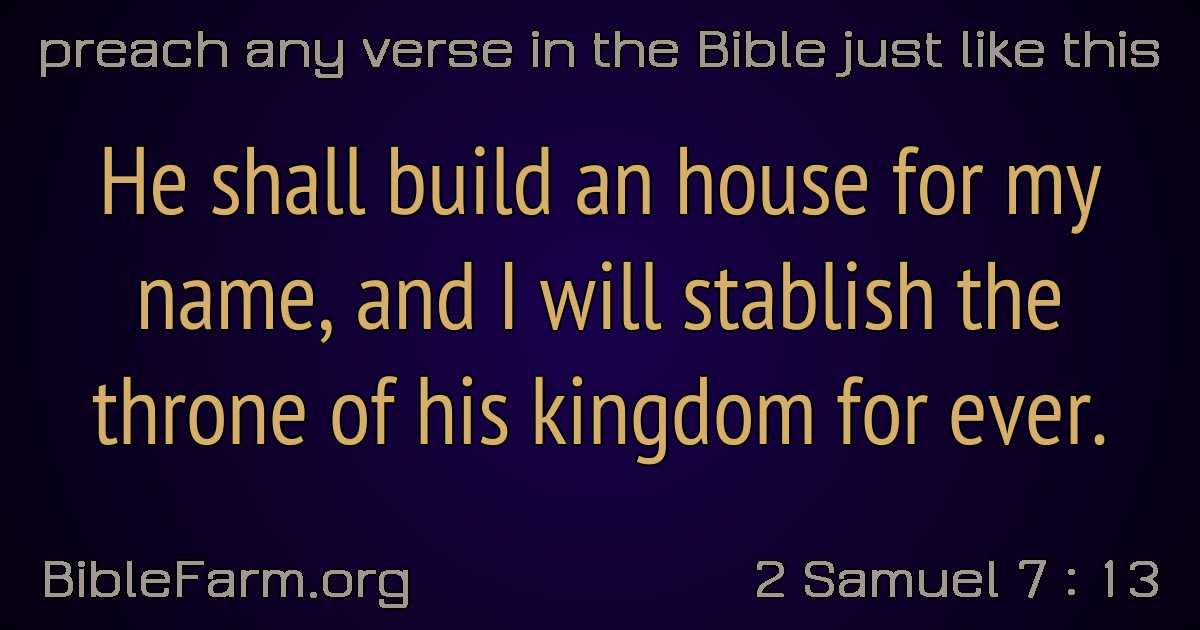 preach any verse in the Bible just like this
He shall build an house for my
name, and I will stablish the
throne of his kingdom for ever.
BibleFarm.org
2 Samuel 7 : 13